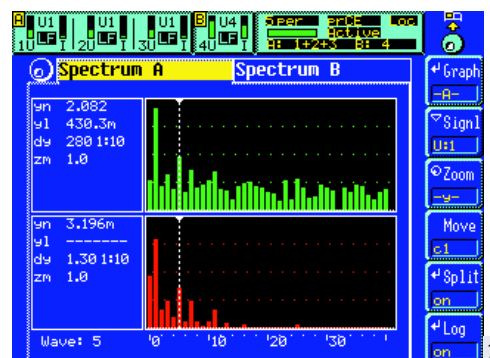 A U1 U1 U1 B U4 Sper prCE Loc
1U LF I 2U LF I 3U LF I 4U LF I Active
A: 1+2+3 B: 4
Spectrum A Spectrum B
yn 2.082
yl 430.3m
dy 280 1:10
zm 1.0
yn 3.196m
yl -------
dy 1.30 1:10
zm 1.0
Wave: 5 '0 '10 '20 '30
Graph
-A-
Signl
U:1
Zoom
-y-
Move
c1
Split
on
Log
on